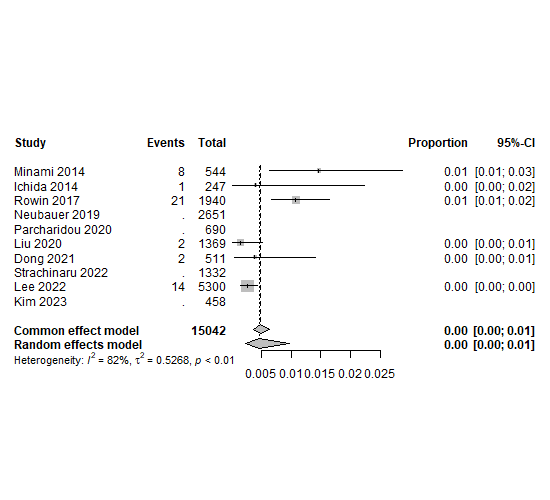 Study Events Total Proportion 95%-CI
Minami 2014 8 544 0.01 [0.01; 0.03]
Ichida 2014 1 247 0.00 [0.00; 0.02]
Rowin 2017 21 1940 0.01 [0.01; 0.02]
Neubauer 2019 . 2651
Parcharidou 2020 . 690
Liu 2020 2 1369 0.00 [0.00; 0.01]
Dong 2021 2 511 0.00 [0.00; 0.01]
Strachinaru 2022 . 1332
Lee 2022 14 5300 0.00 [0.00; 0.00]
Kim 2023 . 458
Common effect model 15042 0.00 [0.00; 0.01]
Random effects model 0.00 [0.00; 0.01]
Heterogeneity: I² = 82%, τ² = 0.5268, p < 0.01
0.005 0.01 0.015 0.02 0.025